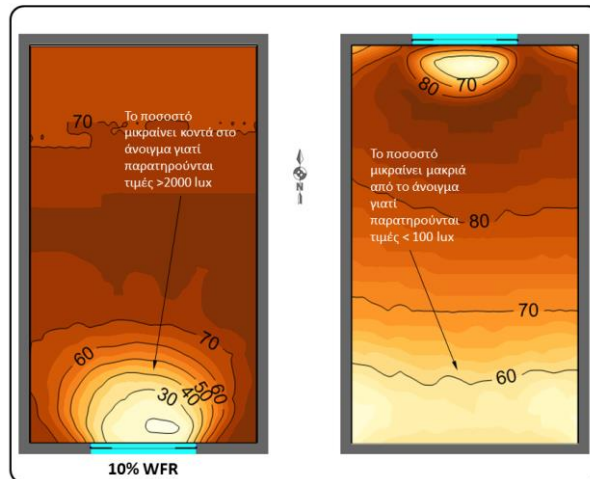 70
Το ποσοστό
μικραίνει κοντά στο
άνοιγμα γιατί
παρατηρούνται
τιμές >2000 lux
70
60
30
40
50
60
10% WFR
N
80
70
Το ποσοστό
μικραίνει μακριά
από το άνοιγμα
γιατί
παρατηρούνται
τιμές < 100 lux
80
70
60